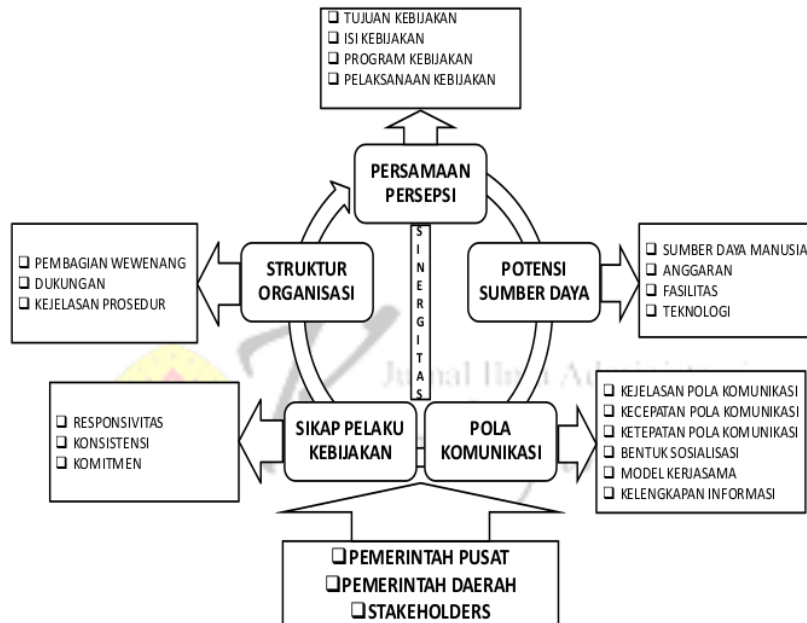 ❑ TUJUAN KEBIJAKAN
❑ ISI KEBIJAKAN
❑ PROGRAM KEBIJAKAN
❑ PELAKSANAAN KEBIJAKAN
PERSAMAAN
PERSEPSI
SINERGITAS
❑ PEMBAGIAN WEWENANG
❑ DUKUNGAN
❑ KEJELASAN PROSEDUR
STRUKTUR
ORGANISASI
POTENSI
SUMBER DAYA
❑ SUMBER DAYA MANUSIA
❑ ANGGARAN
❑ FASILITAS
❑ TEKNOLOGI
Jurnal
❑ RESPONSIVITAS
❑ KONSISTENSI
❑ KOMITMEN
SIKAP PELAKU
KEBIJAKAN
POLA
KOMUNIKASI
❑ KEJELASAN POLA KOMUNIKASI
❑ KECEPATAN POLA KOMUNIKASI
❑ KETEPATAN POLA KOMUNIKASI
❑ BENTUK SOSIALISASI
❑ MODEL KERJASAMA
❑ KELENGKAPAN INFORMASI
❑PEMERINTAH PUSAT
❑PEMERINTAH DAERAH
❑STAKEHOLDERS